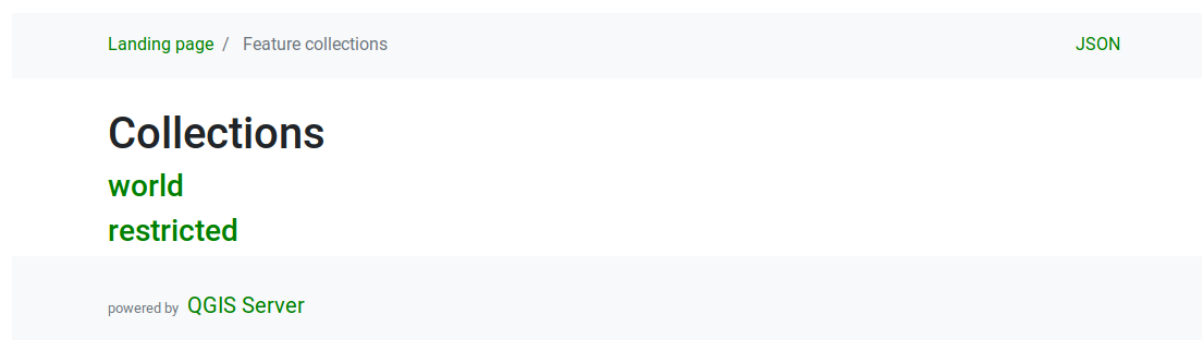 Landing page / Feature collections JSON
Collections
world
restricted
powered by QGIS Server